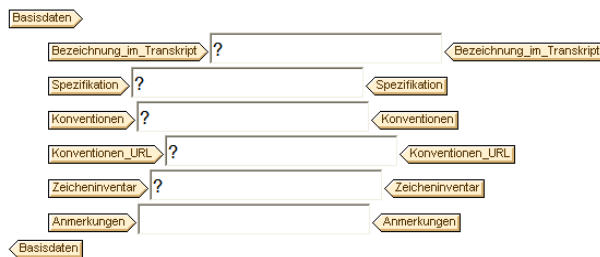 Basisdaten
Bezeichnung_im_Transkript ? Bezeichnung_im_Transkript
Spezifikation ? Spezifikation
Konventionen ? Konventionen
Konventionen_URL ? Konventionen_URL
Zeicheninventar ? Zeicheninventar
Anmerkungen Anmerkungen
Basisdaten